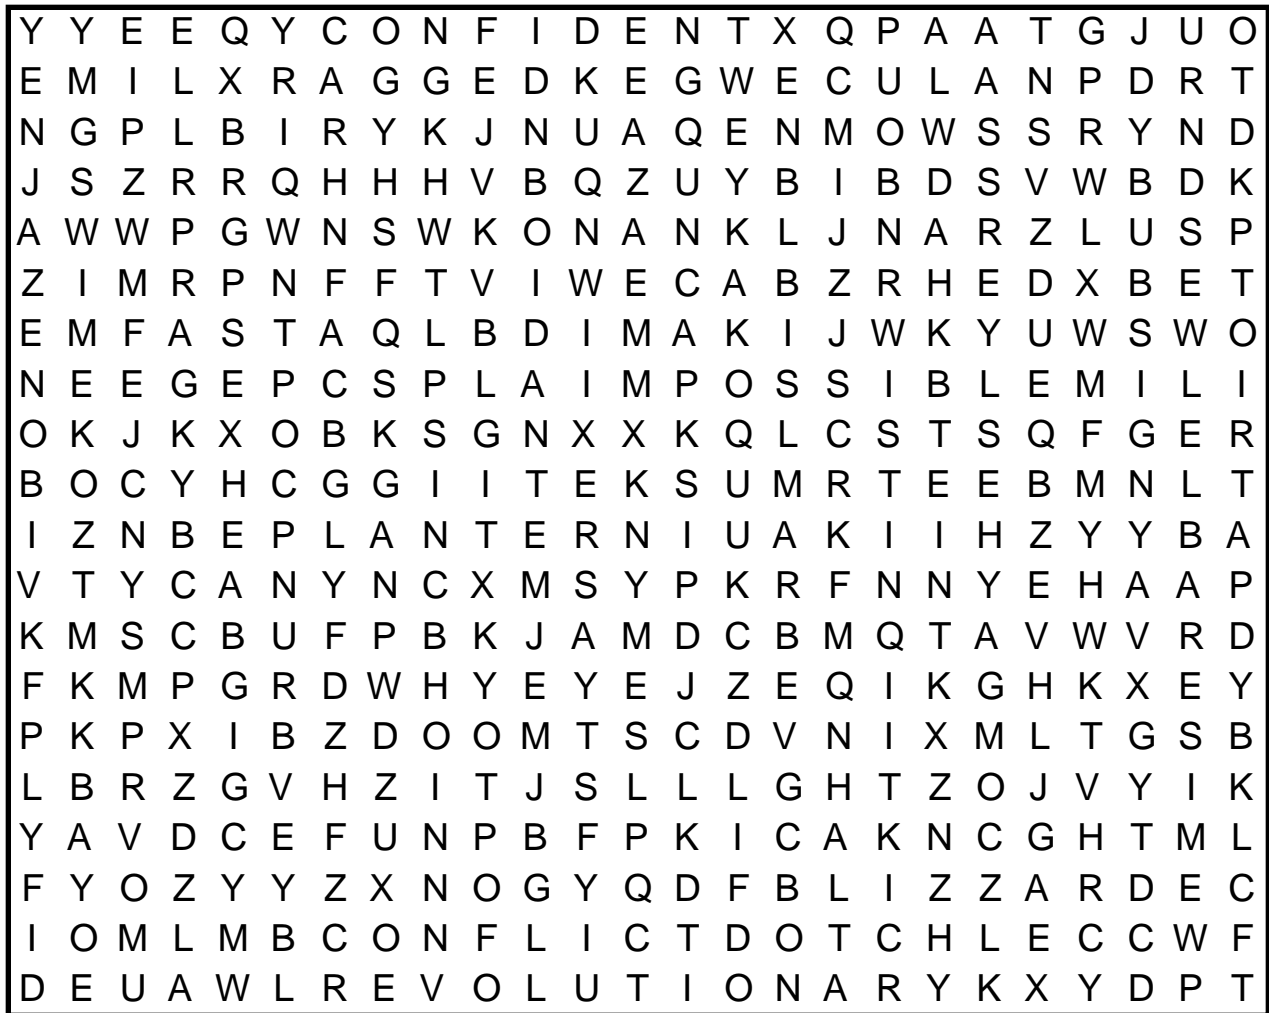 Y Y E E Q Y C O N F I D E N T X Q P A A T G J U O
E M I L X R A G G E D K E G W E C U L A N P D R T
N G P L B I R Y K J N U A Q E N M O W S S R Y N D
J S Z R R Q H H H V B Q Z U Y B I B D S V W B D K
A W W P G W N S W K O N A N K L J N A R Z L U S P
Z I M R P N F F T V I W E C A B Z R H E D X B E T
E M F A S T A Q L B D I M A K I J W K Y U W S W O
N E E G E P C S P L A I M P O S S I B L E M I L I
O K J K X O B K S G N X X K Q L C S T S Q F G E R
B O C Y H C G G I I T E K S U M R T E E B M N L T
I Z N B E P L A N T E R N I U A K I I H Z Y Y B A
V T Y C A N Y N C X M S Y P K R F N N Y E H A A P
K M S C B U F P B K J A M D C B M Q T A V W V R D
F K M P G R D W H Y E Y E J Z E Q I K G H K X E Y
P K P X I B Z D O O M T S C D V N I X M L T G S B
L B R Z G V H Z I T J S L L L G H T Z O J V Y I K
Y A V D C E F U N P B F P K I C A K N C G H T M L
F Y O Z Y Y Z X N O G Y Q D F B L I Z Z A R D E C
I O M L M B C O N F L I C T D O T C H L E C C W F
D E U A W L R E V O L U T I O N A R Y K X Y D P T